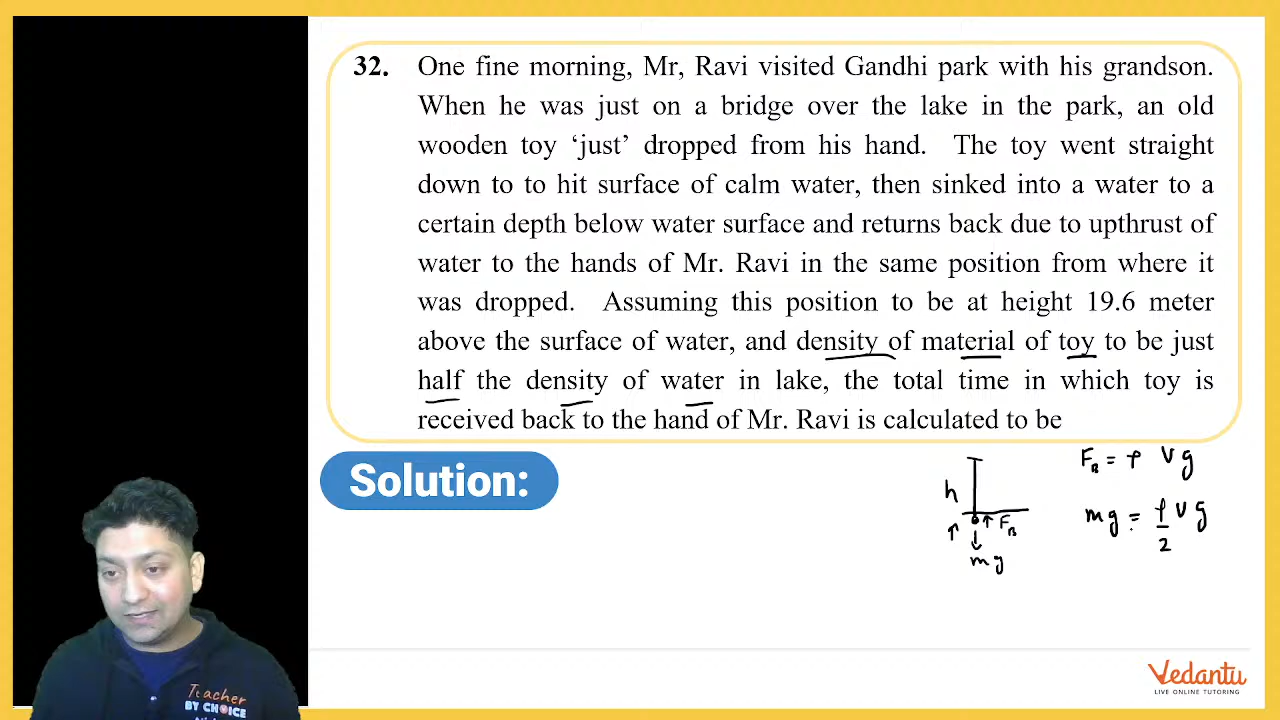 32. One fine morning, Mr, Ravi visited Gandhi park with his grandson.
When he was just on a bridge over the lake in the park, an old
wooden toy ‘just’ dropped from his hand. The toy went straight
down to to hit surface of calm water, then sinked into a water to a
certain depth below water surface and returns back due to upthrust of
water to the hands of Mr. Ravi in the same position from where it
was dropped. Assuming this position to be at height 19.6 meter
above the surface of water, and density of material of toy to be just
half the density of water in lake, the total time in which toy is
received back to the hand of Mr. Ravi is calculated to be
Solution:
h
F_B
mg
F_B = ρ V g
mg = ρ/2 V g
Teacher
BY CHOICE
Vedantu
LIVE ONLINE TUTORING